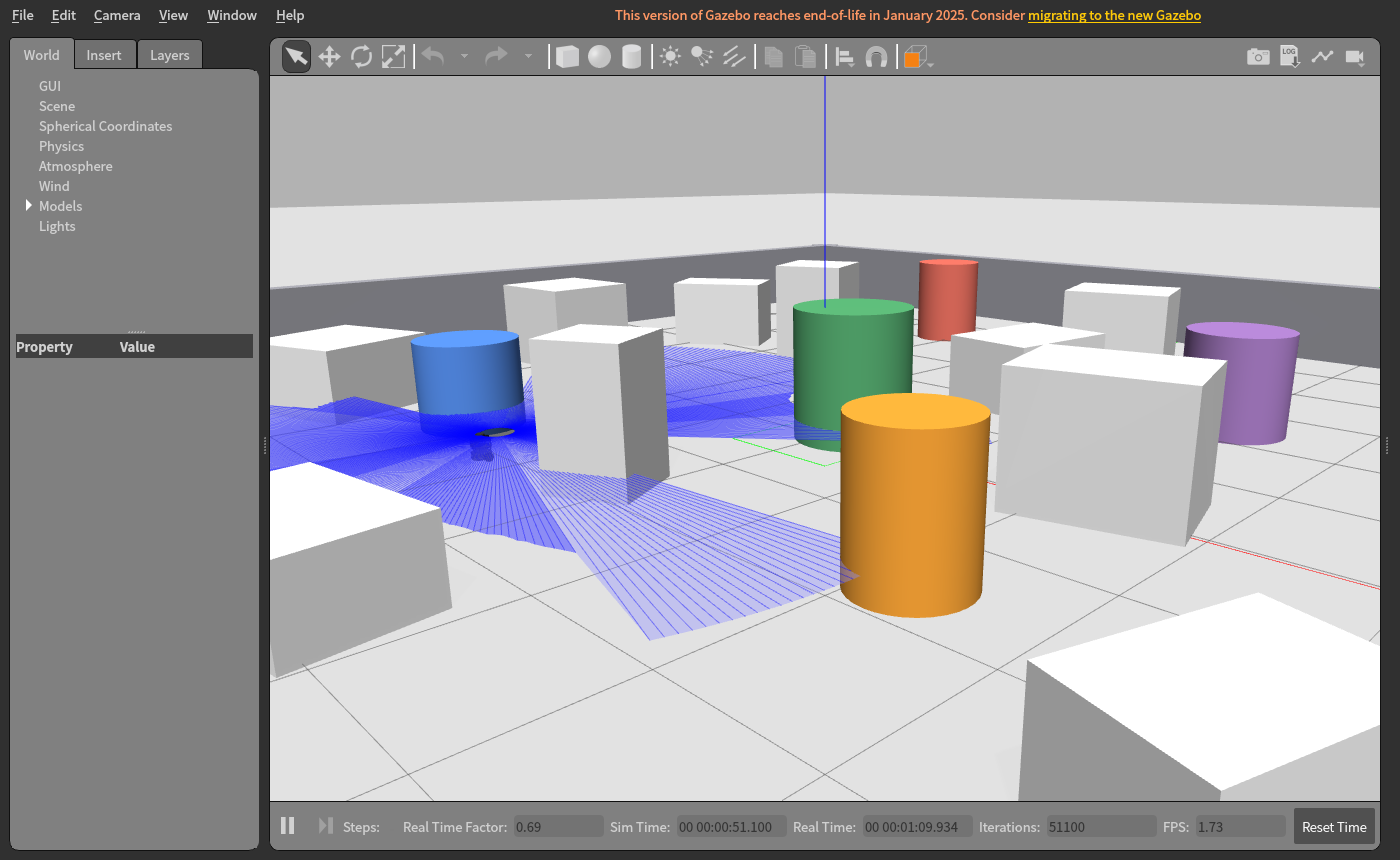 File Edit Camera View Window Help
This version of Gazebo reaches end-of-life in January 2025. Consider migrating to the new Gazebo
World Insert Layers
LOG
GUI
Scene
Spherical Coordinates
Physics
Atmosphere
Wind
Models
Lights
Property Value
Steps: Real Time Factor: 0.69 Sim Time: 00 00:00:51.100 Real Time: 00 00:01:09.934 Iterations: 51100 FPS: 1.73 Reset Time